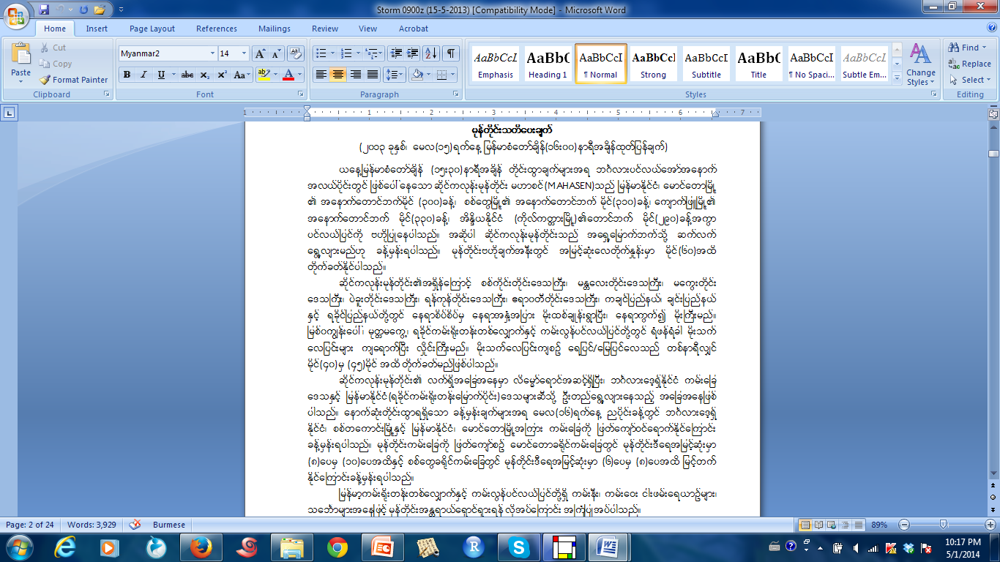 Storm 0900z (15-5-2013) [Compatibility Mode] - Microsoft Word
Home Insert Page Layout References Mailings Review View Acrobat
Paste
Cut
Copy
Format Painter
Clipboard
Myanmar2 14
B I U abc x₂ x² Aa
Font
Paragraph
AaBbCcI AaBbC AaBbCcI AaBbCcI AaBbCcI AaBbC AaBbCcI AaBbCcI
Emphasis Heading 1 ¶ Normal Strong Subtitle Title ¶ No Spaci... Subtle Em...
Change Styles
Styles
Find
Replace
Select
Editing
1 1 2 3 4 5 6 7
မုန်တိုင်းသတိပေးချက်
(၂၀၁၃ ခုနှစ်၊ မေလ(၁၅)ရက်နေ့ မြန်မာစံတော်ချိန်(၁၆း၀၀)နာရီအချိန်ထုတ်ပြန်ချက်)
ယနေ့မြန်မာစံတော်ချိန် (၁၅း၃၀)နာရီအချိန် တိုင်းထွာချက်များအရ ဘင်္ဂလားပင်လယ်အော်အနောက်
အလယ်ပိုင်းတွင် ဖြစ်ပေါ်နေသော ဆိုင်ကလုန်းမုန်တိုင်း မဟာစင်(MAHASEN)သည် မြန်မာနိုင်ငံ၊ မောင်တောမြို့
၏ အနောက်တောင်ဘက်မိုင် (၃၀၀)ခန့်၊ စစ်တွေမြို့၏ အနောက်တောင်ဘက် မိုင်(၃၁၀)ခန့်၊ ကျောက်ဖြူမြို့၏
အနောက်တောင်ဘက် မိုင်(၃၃၀)ခန့်၊ အိန္ဒိယနိုင်ငံ (ကိုလ်ကတ္တားမြို့)၏တောင်ဘက် မိုင်(၂၉၀)ခန့်အကွာ
ပင်လယ်ပြင်ကို ဗဟိုပြုနေပါသည်။ အဆိုပါ ဆိုင်ကလုန်းမုန်တိုင်းသည် အရှေ့မြောက်ဘက်သို့ ဆက်လက်
ရွေ့လျားမည်ဟု ခန့်မှန်းရပါသည်။ မုန်တိုင်းဗဟိုချက်အနီးတွင် အမြင့်ဆုံးလေတိုက်နှုန်းမှာ မိုင်(၆၀)အထိ
တိုက်ခတ်နိုင်ပါသည်။
ဆိုင်ကလုန်းမုန်တိုင်း၏အရှိန်ကြောင့် စစ်ကိုင်းတိုင်းဒေသကြီး၊ မန္တလေးတိုင်းဒေသကြီး၊ မကွေးတိုင်း
ဒေသကြီး၊ ပဲခူးတိုင်းဒေသကြီး၊ ရန်ကုန်တိုင်းဒေသကြီး၊ ဧရာဝတီတိုင်းဒေသကြီး၊ ကချင်ပြည်နယ်၊ ချင်းပြည်နယ်
နှင့် ရခိုင်ပြည်နယ်တို့တွင် နေရာစိပ်စိပ်မှ နေရာအနှံ့အပြား မိုးထစ်ချုန်းရွာပြီး၊ နေရာကွက်၍ မိုးကြီးမည်။
မြစ်ဝကျွန်းပေါ်၊ မုတ္တမကွေ့၊ ရခိုင်ကမ်းရိုးတန်းတစ်လျှောက်နှင့် ကမ်းလွန်ပင်လယ်ပြင်တို့တွင် ရံဖန်ရံခါ မိုးသက်
လေပြင်းများ ကျရောက်ပြီး လှိုင်းကြီးမည်။ မိုးသက်လေပြင်းကျစဉ် ရေပြင်/မြေပြင်လေသည် တစ်နာရီလျှင်
မိုင်(၄၀)မှ (၄၅)မိုင် အထိ တိုက်ခတ်မည်ဖြစ်ပါသည်။
ဆိုင်ကလုန်းမုန်တိုင်း၏ လက်ရှိအခြေအနေမှာ လိမ္မော်ရောင်အဆင့်ရှိပြီး၊ ဘင်္ဂလားဒေ့ရှ်နိုင်ငံ ကမ်းခြေ
ဒေသနှင့် မြန်မာနိုင်ငံ(ရခိုင်ကမ်းရိုးတန်းမြောက်ပိုင်း)ဒေသများဆီသို့ ဦးတည်ရွေ့လျားနေသည့် အခြေအနေဖြစ်
ပါသည်။ နောက်ဆုံးတိုင်းထွာရရှိသော ခန့်မှန်းချက်များအရ မေလ(၁၆)ရက်နေ့ ညပိုင်းခန့်တွင် ဘင်္ဂလားဒေ့ရှ်
နိုင်ငံ၊ စစ်တကောင်းမြို့နှင့် မြန်မာနိုင်ငံ၊ မောင်တောမြို့အကြား ကမ်းခြေကို ဖြတ်ကျော်ဝင်ရောက်နိုင်ကြောင်း
ခန့်မှန်းရပါသည်။ မုန်တိုင်းကမ်းခြေကို ဖြတ်ကျော်စဉ် မောင်တောခရိုင်ကမ်းခြေတွင် မုန်တိုင်းဒီရေအမြင့်ဆုံးမှာ
(၈)ပေမှ (၁၀)ပေအထိနှင့် စစ်တွေခရိုင်ကမ်းခြေတွင် မုန်တိုင်းဒီရေအမြင့်ဆုံးမှာ (၆)ပေမှ (၈)ပေအထိ မြင့်တက်
နိုင်ကြောင်းခန့်မှန်းရပါသည်။
မြန်မာ့ကမ်းရိုးတန်းတစ်လျှောက်နှင့် ကမ်းလွန်ပင်လယ်ပြင်တို့ရှိ ကမ်းနီး၊ ကမ်းဝေး ငါးဖမ်းရေယာဉ်များ၊
သင်္ဘောများအနေဖြင့် မုန်တိုင်းအန္တရာယ်ရှောင်ရှားရန် လိုအပ်ကြောင်း အကြံပြုအပ်ပါသည်။
Page: 2 of 24 Words: 3,929 Burmese 89%
10:17 PM
5/1/2014